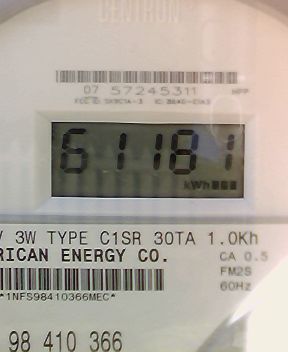 CENTRON
07 57245311
61181
kWh
V 3W TYPE C1SR 30TA 1.0Kh
RICAN ENERGY CO. CA 0.5
FM2S
*1NFS98410366MEC* 60Hz
98 410 366